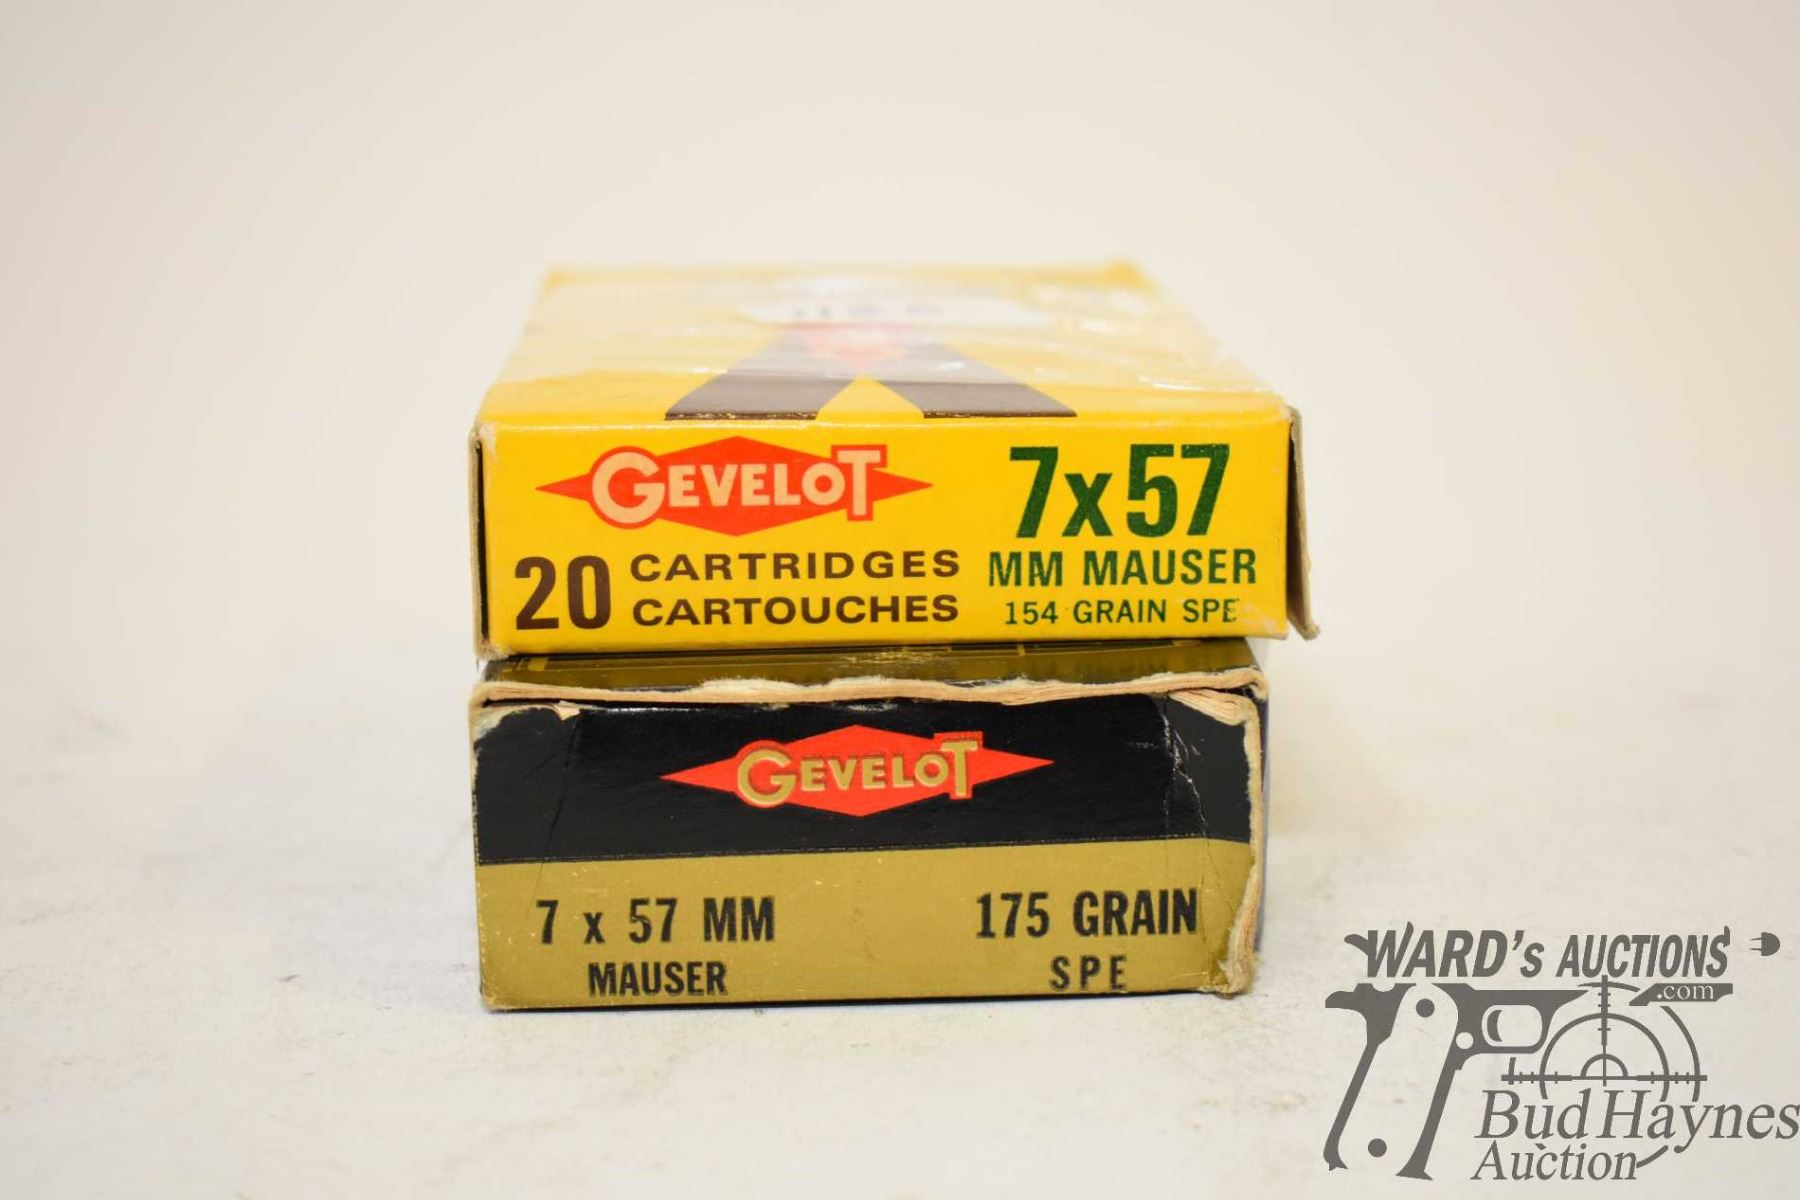 GEVELOT
7x57
MM MAUSER
154 GRAIN SPE
20 CARTRIDGES
CARTOUCHES
GEVELOT
7 x 57 MM
MAUSER
175 GRAIN
SPE
WARD'S AUCTIONS
.com
Bud Haynes
Auction